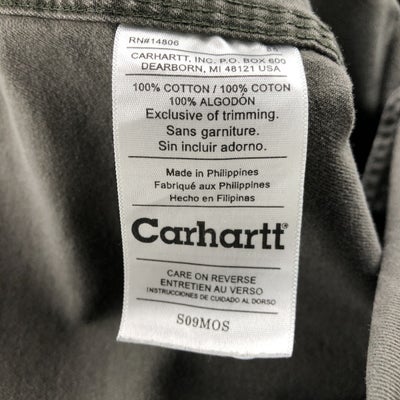 RN#14806
CARHARTT, INC. P.O. BOX 600
DEARBORN, MI 48121 USA
100% COTTON / 100% COTON
100% ALGODÓN
Exclusive of trimming.
Sans garniture.
Sin incluir adorno.
Made in Philippines
Fabriqué aux Philippines
Hecho en Filipinas
Carhartt
CARE ON REVERSE
ENTRETIEN AU VERSO
INSTRUCCIONES DE CUIDADO AL DORSO
S09MOS